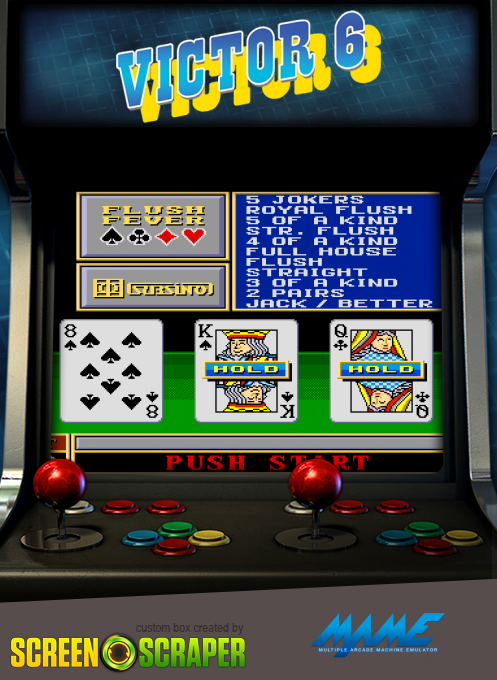 VICTOR 6
FLUSH
FEVER
SUBSINO
5 JOKERS
ROYAL FLUSH
5 OF A KIND
STR. FLUSH
4 OF A KIND
FULL HOUSE
FLUSH
STRAIGHT
3 OF A KIND
2 PAIRS
JACK / BETTER
8
K
Q
HOLD
HOLD
8
K
Q
PUSH START
custom box created by
SCREEN SCRAPER
MAME
MULTIPLE ARCADE MACHINE EMULATOR